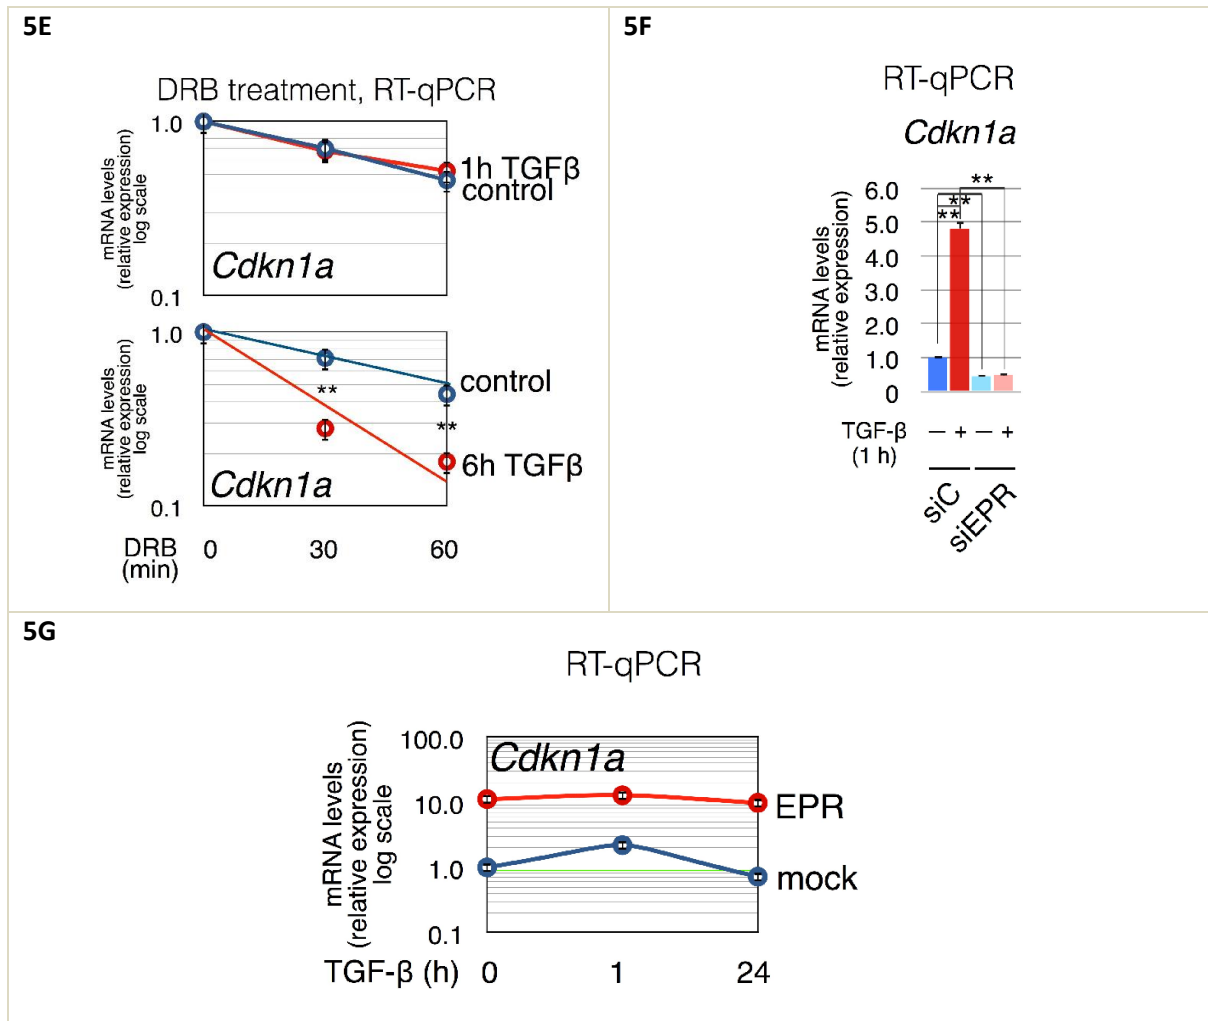 5E
DRB treatment, RT-qPCR
mRNA levels
(relative expression)
log scale
1.0
0.1
1h TGFβ
control
Cdkn1a
mRNA levels
(relative expression)
log scale
1.0
0.1
control
**
**
6h TGFβ
Cdkn1a
DRB
(min)
0 30 60
5F
RT-qPCR
Cdkn1a
mRNA levels
(relative expression)
6.0
5.0
4.0
3.0
2.0
1.0
0
**
**
**
TGF-β
(1 h)
— + — +
siC
siEPR
5G
RT-qPCR
mRNA levels
(relative expression)
log scale
100.0
10.0
1.0
0.1
Cdkn1a
EPR
mock
TGF-β (h) 0 1 24